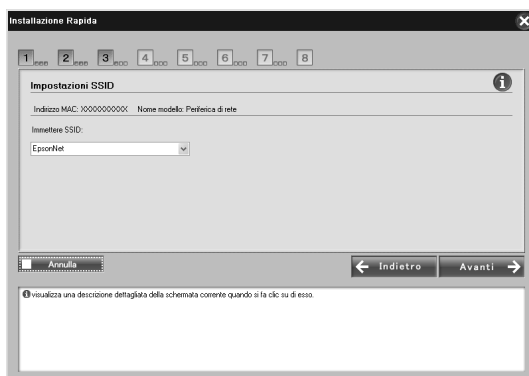 Installazione Rapida
1 2 3 4 5 6 7 8
Impostazioni SSID
Indirizzo MAC: XXXXXXXXXX Nome modello: Periferica di rete
Immettere SSID:
EpsonNet
Annulla
Indietro
Avanti
visualizza una descrizione dettagliata della schermata corrente quando si fa clic su di esso.